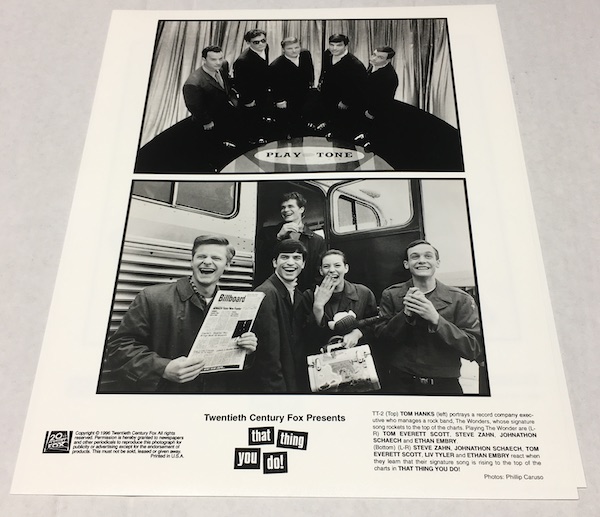 PLAY-TONE
Billboard
Copyright © 1996 Twentieth Century Fox All rights
reserved. Permission is hereby granted to newspapers
and other periodicals to reproduce this photograph for
publicity or advertising except for the endorsement of
products. This must not be sold, leased or given away.
Printed in U.S.A.
Twentieth Century Fox Presents
that thing
you do!
TT-2 (Top) TOM HANKS (left) portrays a record company exec-
utive who manages a rock band, The Wonders, whose signature
song rockets to the top of the charts. Playing The Wonder are (L-
R) TOM EVERETT SCOTT, STEVE ZAHN, JOHNATHON
SCHAECH and ETHAN EMBRY.
(Bottom) (L-R) STEVE ZAHN, JOHNATHON SCHAECH, TOM
EVERETT SCOTT, LIV TYLER and ETHAN EMBRY react when
they learn that their signature song is rising to the top of the
charts in THAT THING YOU DO!
Photos: Phillip Caruso